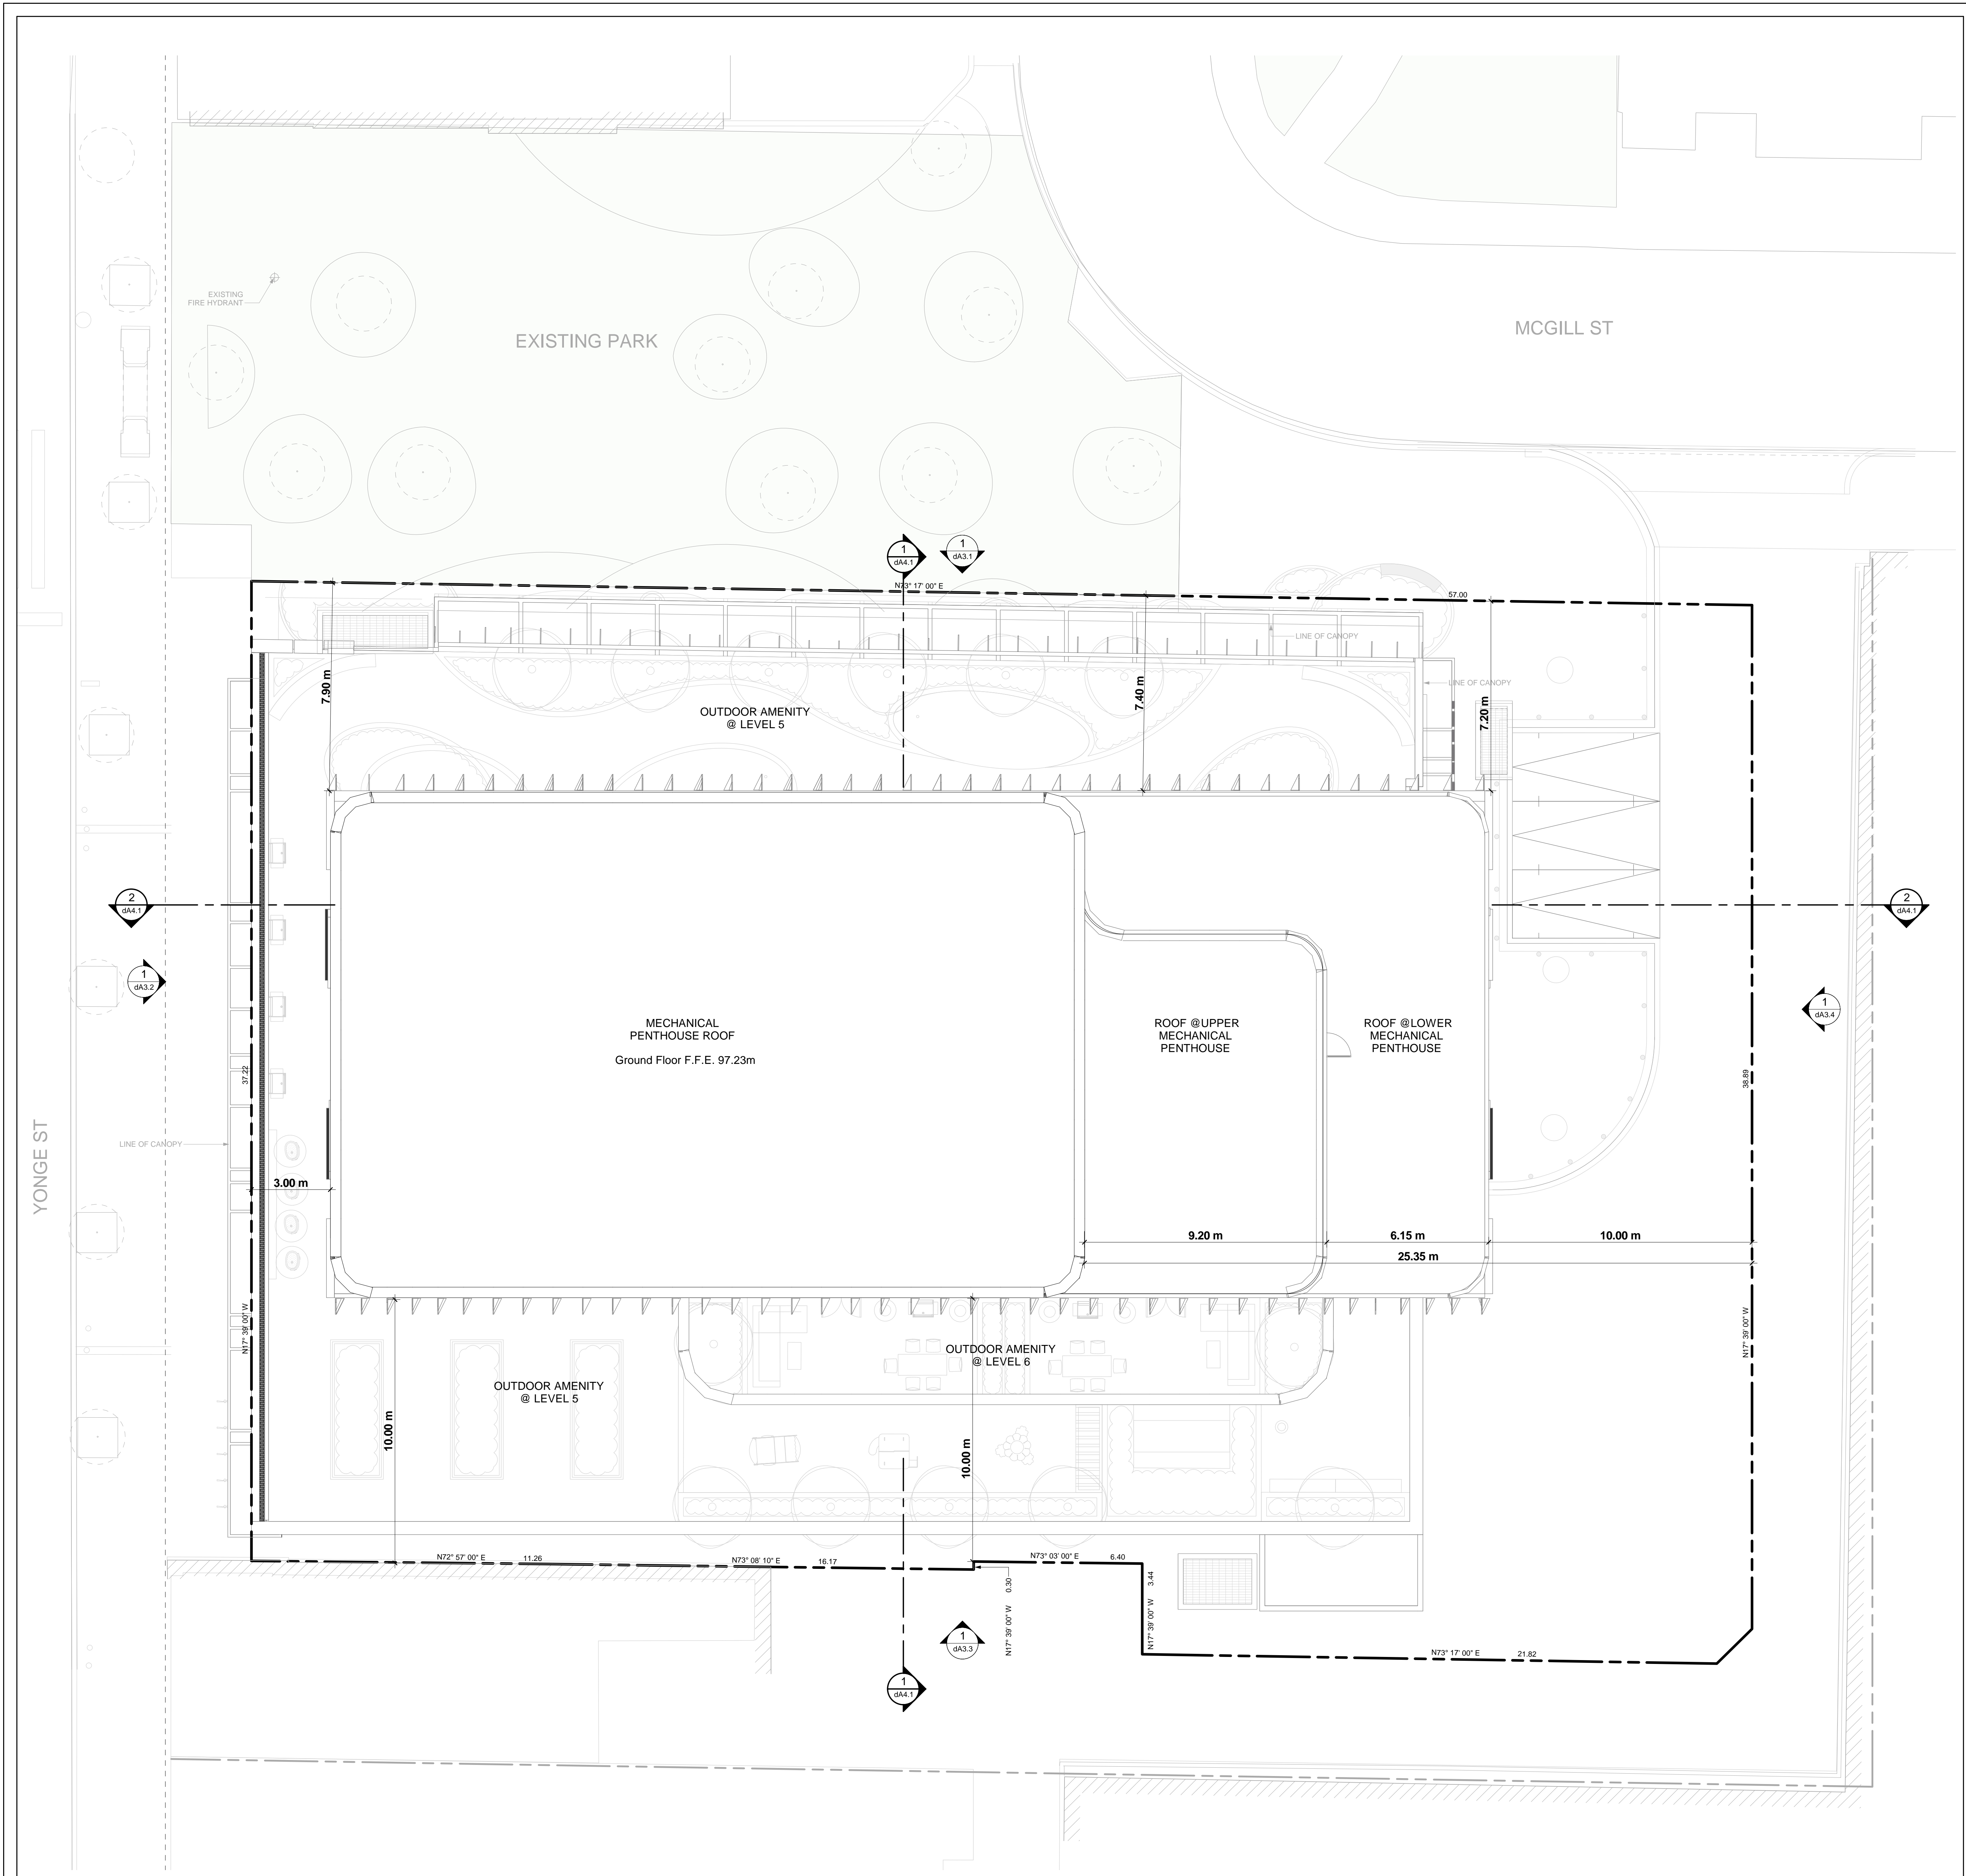 EXISTING
FIRE HYDRANT
EXISTING PARK
MCGILL ST
1
dA4.1
1
dA3.1
N73° 17' 00" E
57.00
LINE OF CANOPY
LINE OF CANOPY
7.90 m
7.40 m
7.20 m
OUTDOOR AMENITY
@ LEVEL 5
2
dA4.1
2
dA4.1
1
dA3.2
1
dA3.4
MECHANICAL
PENTHOUSE ROOF
Ground Floor F.F.E. 97.23m
ROOF @UPPER
MECHANICAL
PENTHOUSE
ROOF @LOWER
MECHANICAL
PENTHOUSE
37.22
38.89
YONGE ST
LINE OF CANOPY
3.00 m
9.20 m
6.15 m
10.00 m
25.35 m
N17° 39' 00" W
N17° 39' 00" W
OUTDOOR AMENITY
@ LEVEL 6
OUTDOOR AMENITY
@ LEVEL 5
10.00 m
10.00 m
N72° 57' 00" E
11.26
N73° 08' 10" E
16.17
N73° 03' 00" E
6.40
N17° 39' 00" W 0.30
N17° 39' 00" W 3.44
1
dA3.3
N73° 17' 00" E
21.82
1
dA4.1